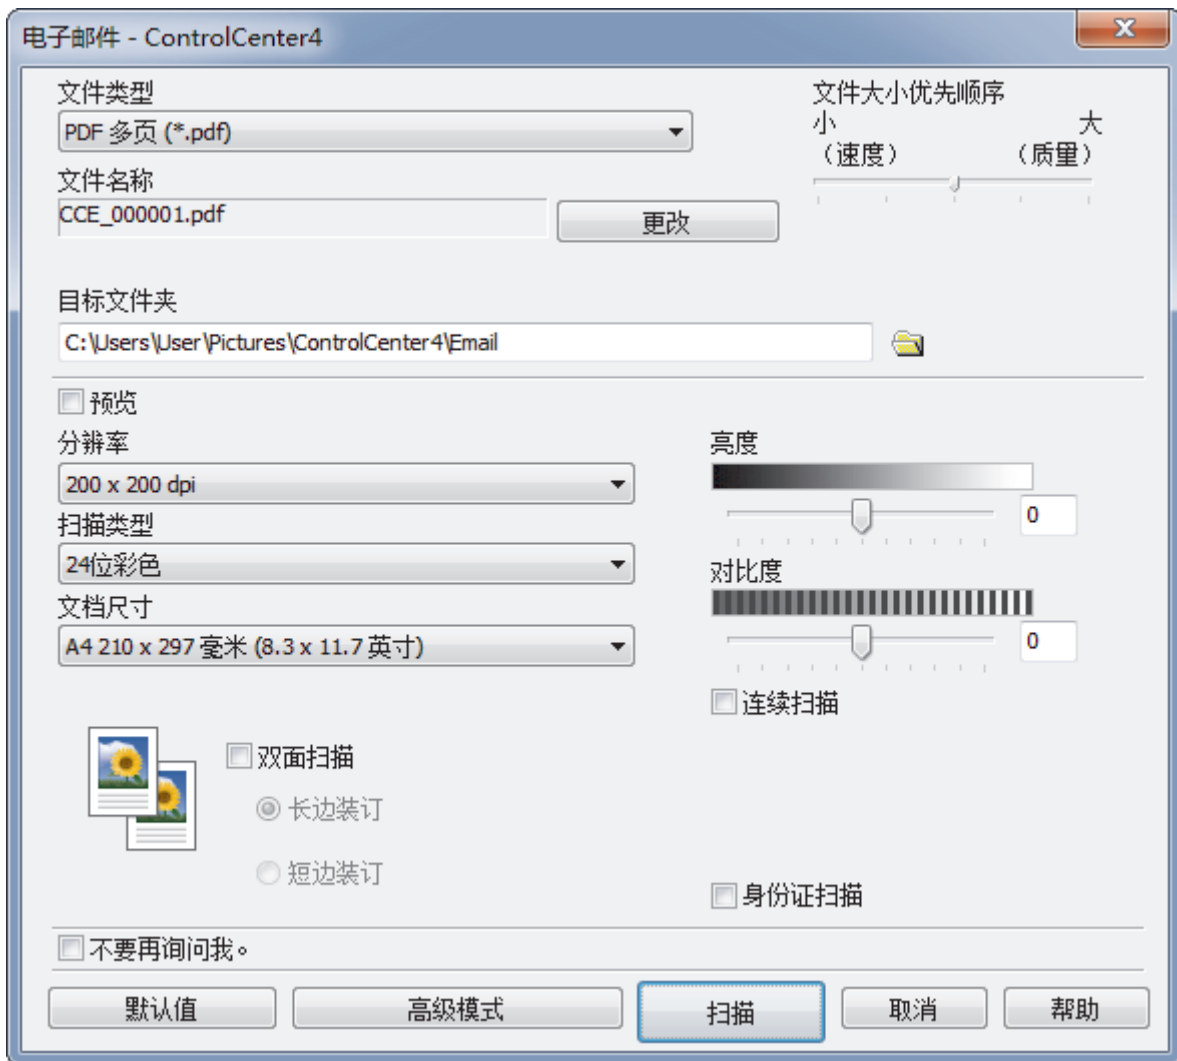 电子邮件 - ControlCenter4
文件类型
PDF 多页 (*.pdf)
文件大小优先顺序
小 大
（速度） （质量）
文件名称
CCE_000001.pdf
更改
目标文件夹
C:\Users\User\Pictures\ControlCenter4\Email
预览
分辨率
200 x 200 dpi
扫描类型
24位彩色
文档尺寸
A4 210 x 297 毫米 (8.3 x 11.7 英寸)
亮度
0
对比度
0
连续扫描
双面扫描
长边装订
短边装订
身份证扫描
不要再询问我。
默认值 高级模式 扫描 取消 帮助